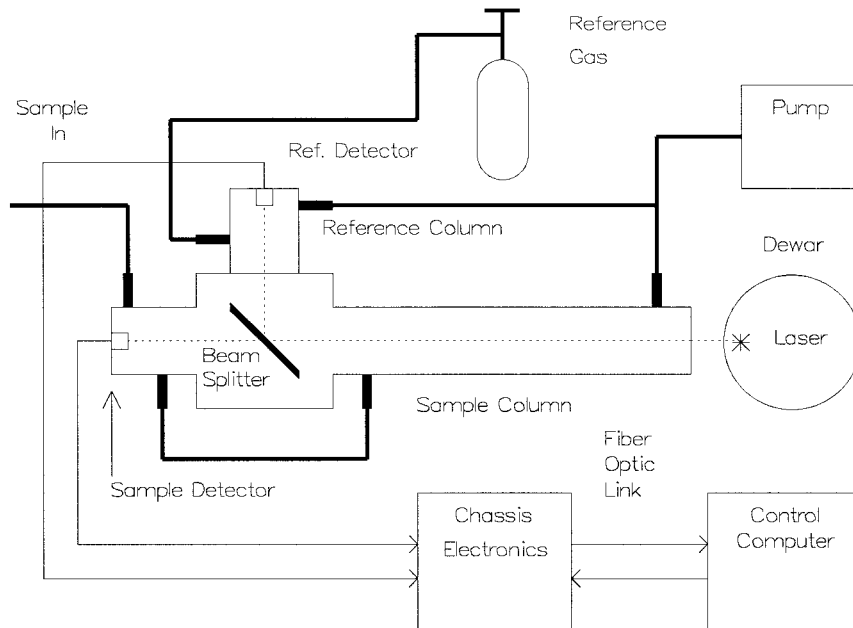 Reference
Gas
Pump
Sample
In
Ref. Detector
Reference Column
Dewar
Laser
Beam
Splitter
Sample Column
Sample Detector
Fiber
Optic
Link
Chassis
Electronics
Control
Computer